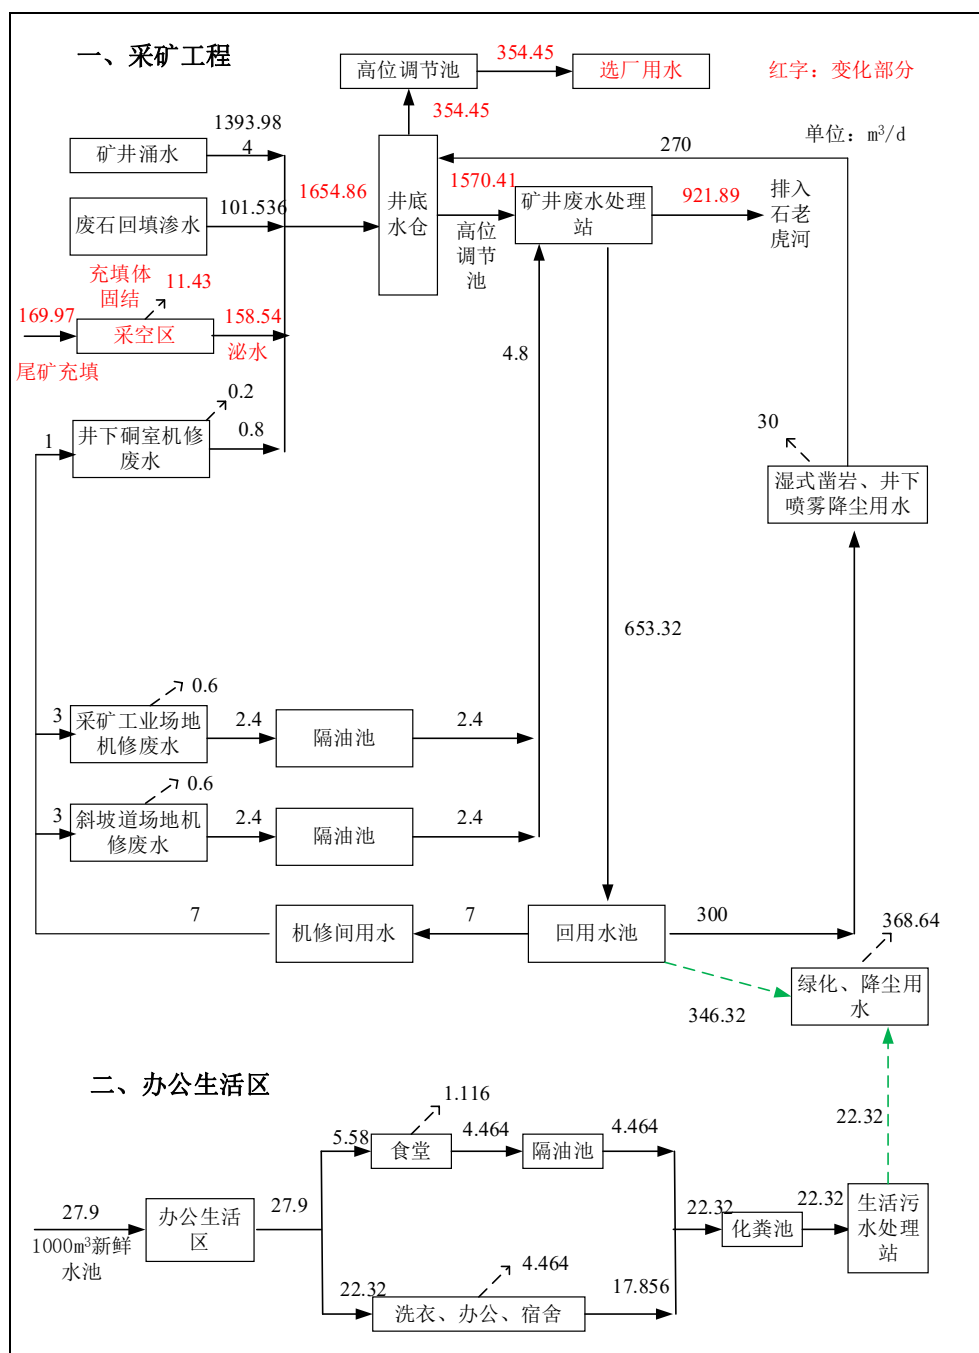 一、采矿工程
高位调节池
354.45
选厂用水
红字：变化部分
354.45
单位：m³/d
1393.98
4
矿井涌水
270
1654.86
井底
水仓
1570.41
高位
调节
池
矿井废水处理
站
921.89
排入
石老
虎河
废石回填渗水
101.536
充填体
固结
11.43
169.97
采空区
158.54
泌水
尾矿充填
4.8
0.2
1
井下硐室机修
废水
0.8
30
湿式凿岩、井下
喷雾降尘用水
653.32
0.6
3
采矿工业场地
机修废水
2.4
隔油池
2.4
0.6
3
斜坡道场地机
修废水
2.4
隔油池
2.4
7
机修间用水
7
回用水池
300
368.64
绿化、降尘用
水
346.32
二、办公生活区
1.116
5.58
食堂
4.464
隔油池
4.464
22.32
27.9
1000m³新鲜
水池
办公生活
区
27.9
22.32
化粪池
22.32
生活污
水处理
站
4.464
22.32
洗衣、办公、宿舍
17.856